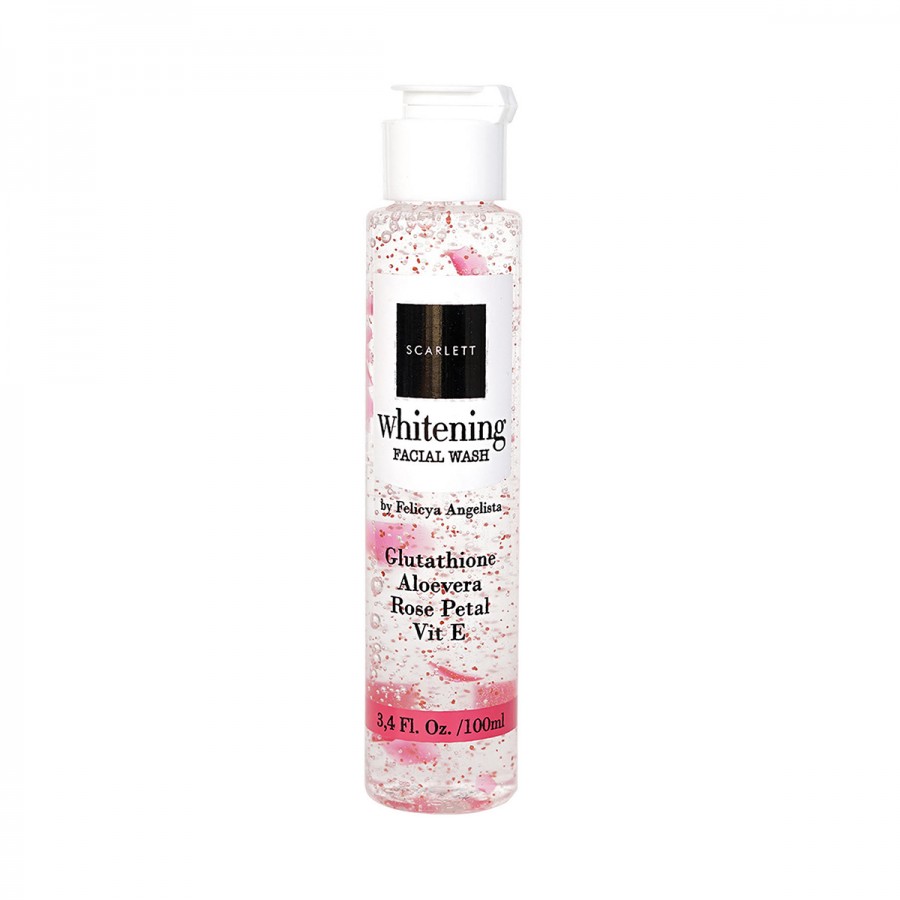 SCARLETT
Whitening
FACIAL WASH
by Felicya Angelista
Glutathione
Aloevera
Rose Petal
Vit E
3,4 Fl. Oz. /100ml